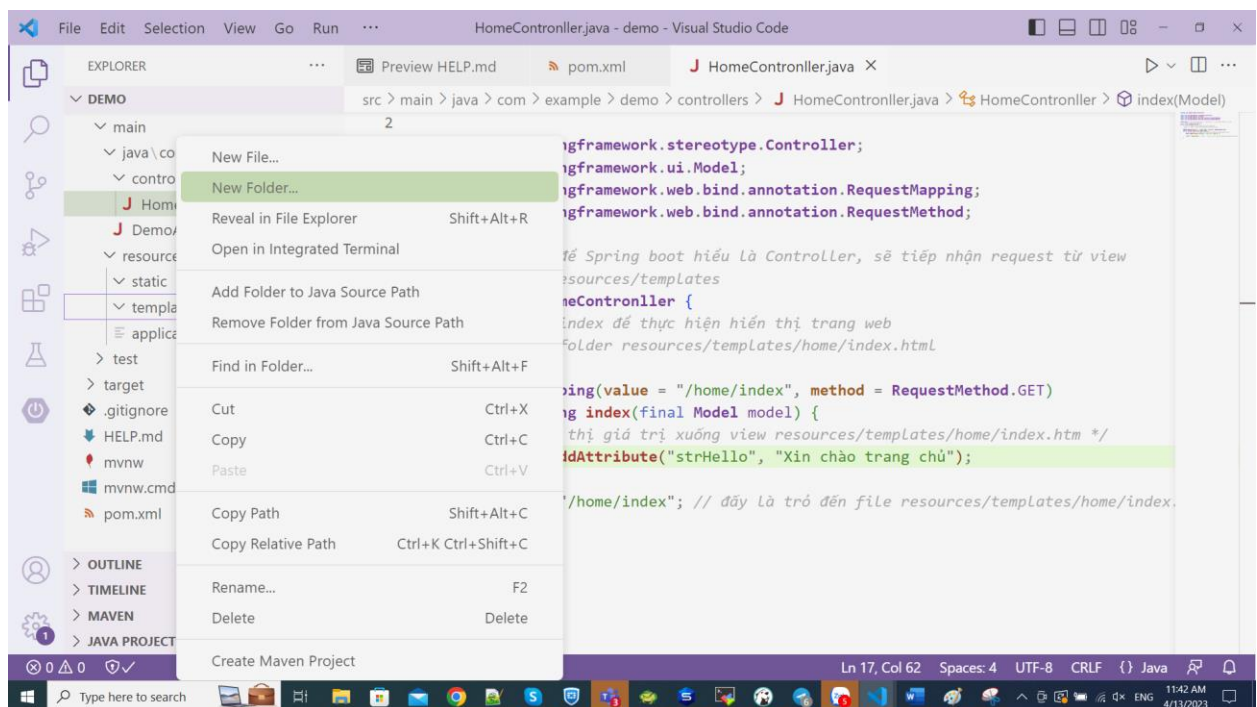 File Edit Selection View Go Run ··· HomeContronller.java - demo - Visual Studio Code
EXPLORER ···
Preview HELP.md pom.xml J HomeContronller.java
DEMO
src > main > java > com > example > demo > controllers > J HomeContronller.java > HomeContronller > index(Model)
main
2
java\co
contro
J Home
J Demo
resource
static
templa
applica
test
target
.gitignore
HELP.md
mvnw
mvnw.cmd
pom.xml
OUTLINE
TIMELINE
MAVEN
JAVA PROJECT
New File...
New Folder...
Reveal in File Explorer Shift+Alt+R
Open in Integrated Terminal
Add Folder to Java Source Path
Remove Folder from Java Source Path
Find in Folder... Shift+Alt+F
Cut Ctrl+X
Copy Ctrl+C
Paste Ctrl+V
Copy Path Shift+Alt+C
Copy Relative Path Ctrl+K Ctrl+Shift+C
Rename... F2
Delete Delete
Create Maven Project
ngframework.stereotype.Controller;
ngframework.ui.Model;
ngframework.web.bind.annotation.RequestMapping;
ngframework.web.bind.annotation.RequestMethod;
để Spring boot hiểu là Controller, sẽ tiếp nhận request từ view
esources/templates
meContronller {
index để thực hiện hiển thị trang web
folder resources/templates/home/index.html
ping(value = "/home/index", method = RequestMethod.GET)
ng index(final Model model) {
thị giá trị xuống view resources/templates/home/index.htm */
ddAttribute("strHello", "Xin chào trang chủ");
"/home/index"; // đấy là trỏ đến file resources/templates/home/index.
1
0 0 Ln 17, Col 62 Spaces: 4 UTF-8 CRLF {} Java
Type here to search ENG 11:42 AM
4/13/2023